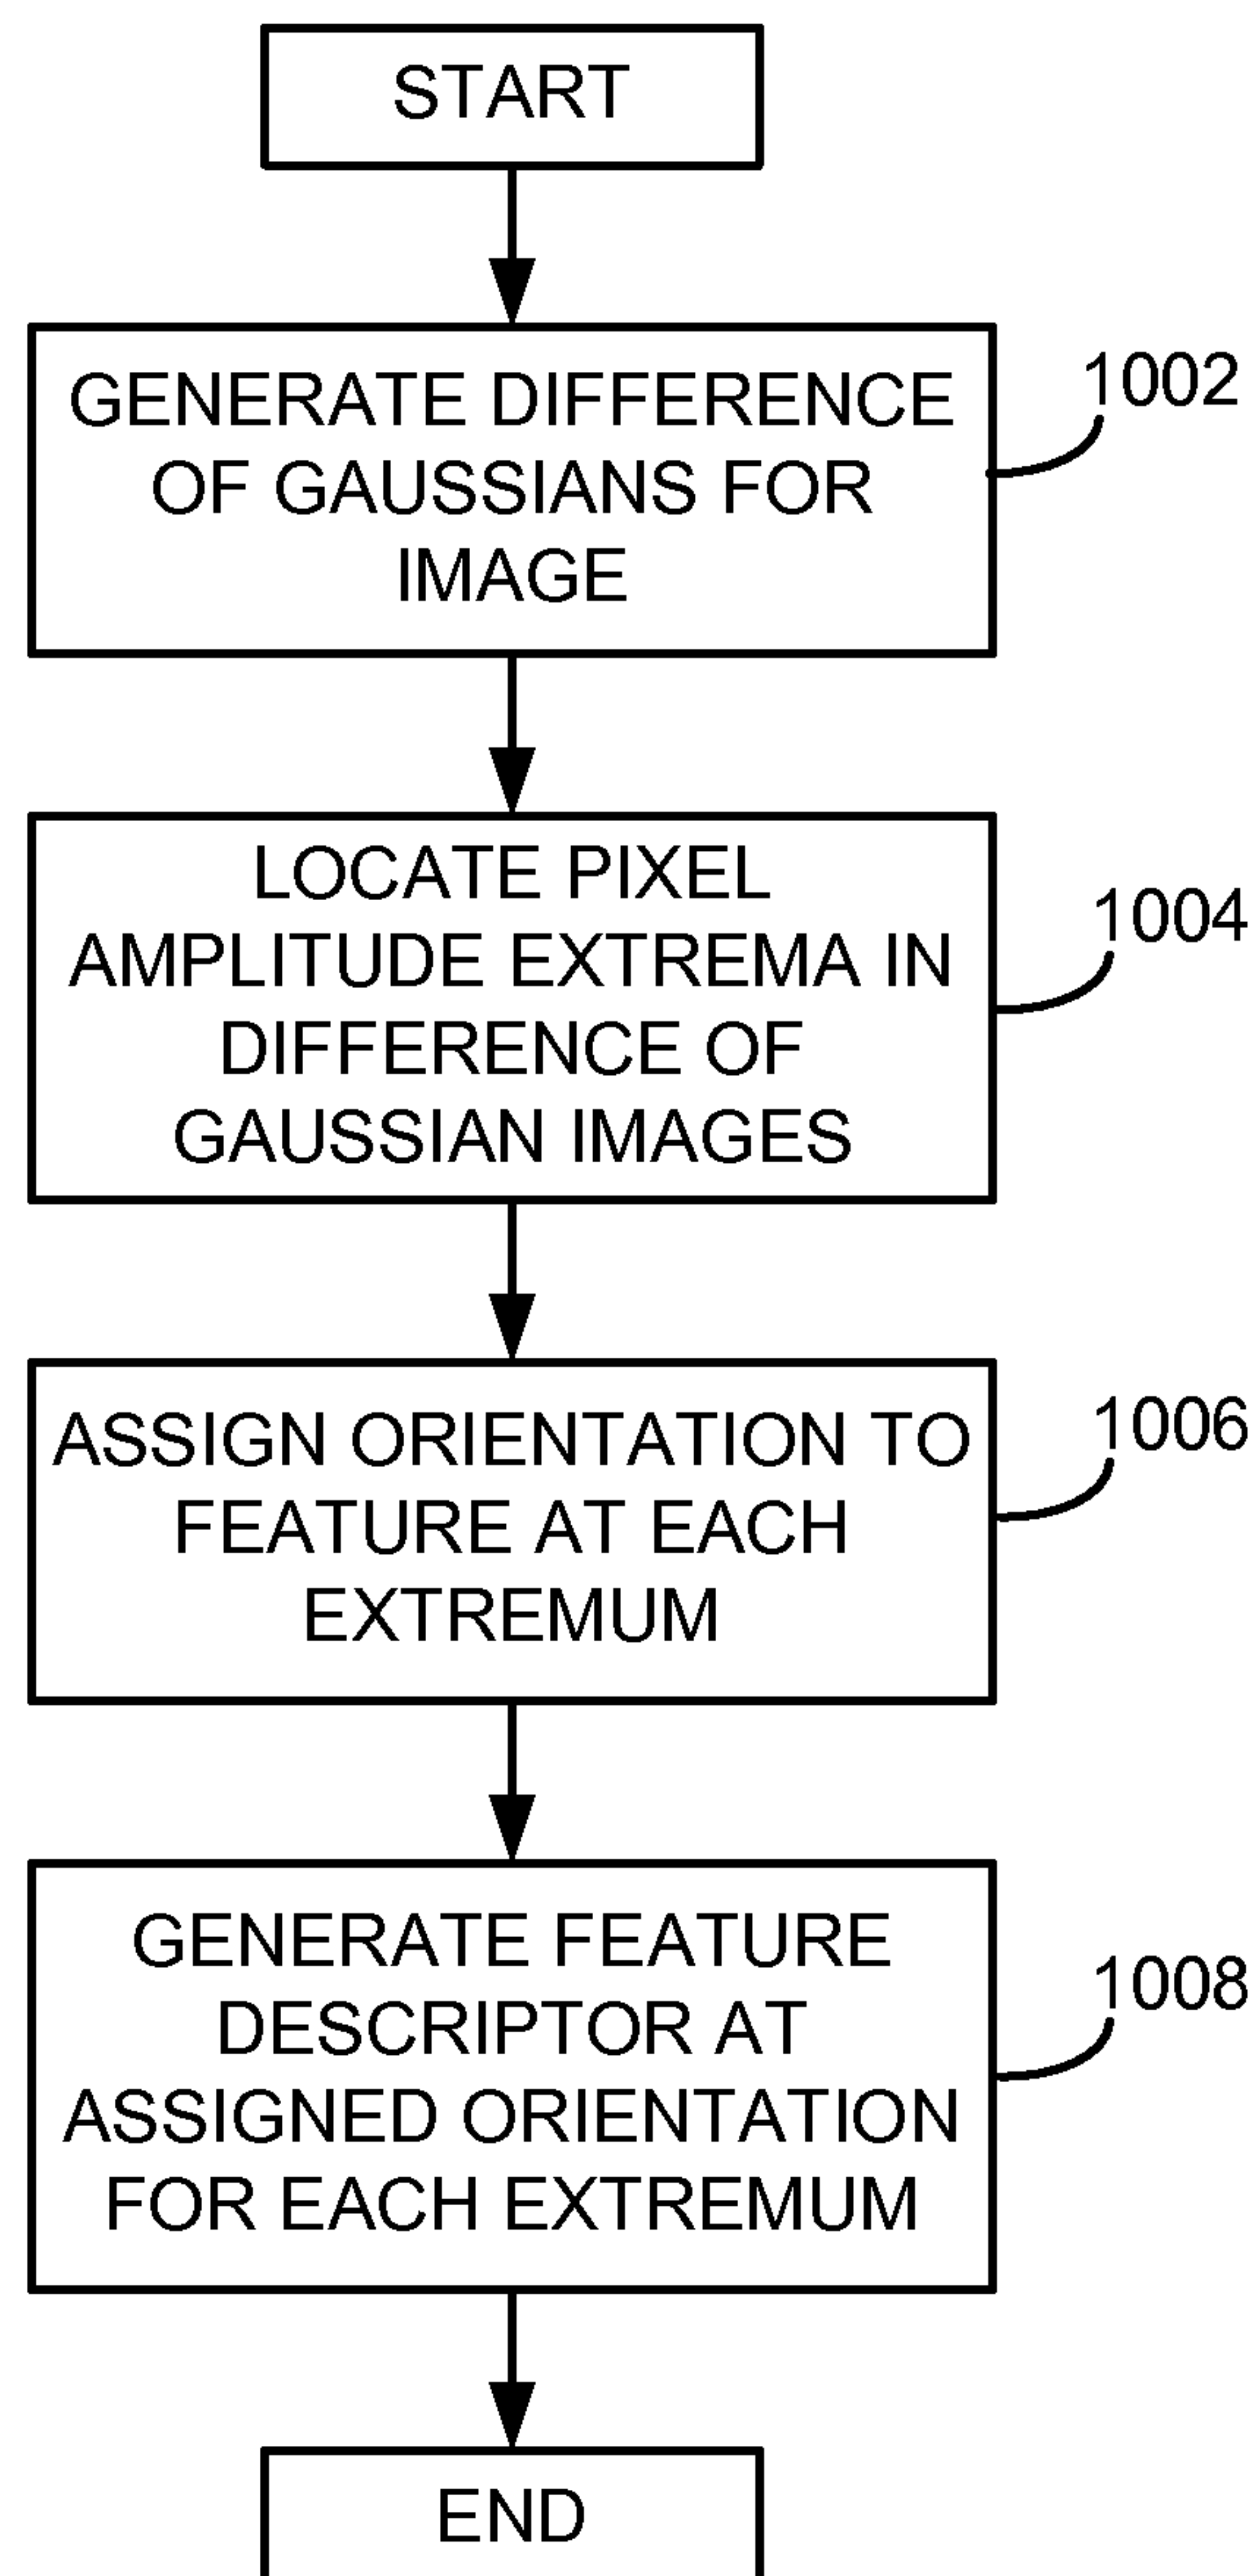 START
GENERATE DIFFERENCE
OF GAUSSIANS FOR
IMAGE
1002
LOCATE PIXEL
AMPLITUDE EXTREMA IN
DIFFERENCE OF
GAUSSIAN IMAGES
1004
ASSIGN ORIENTATION TO
FEATURE AT EACH
EXTREMUM
1006
GENERATE FEATURE
DESCRIPTOR AT
ASSIGNED ORIENTATION
FOR EACH EXTREMUM
1008
END